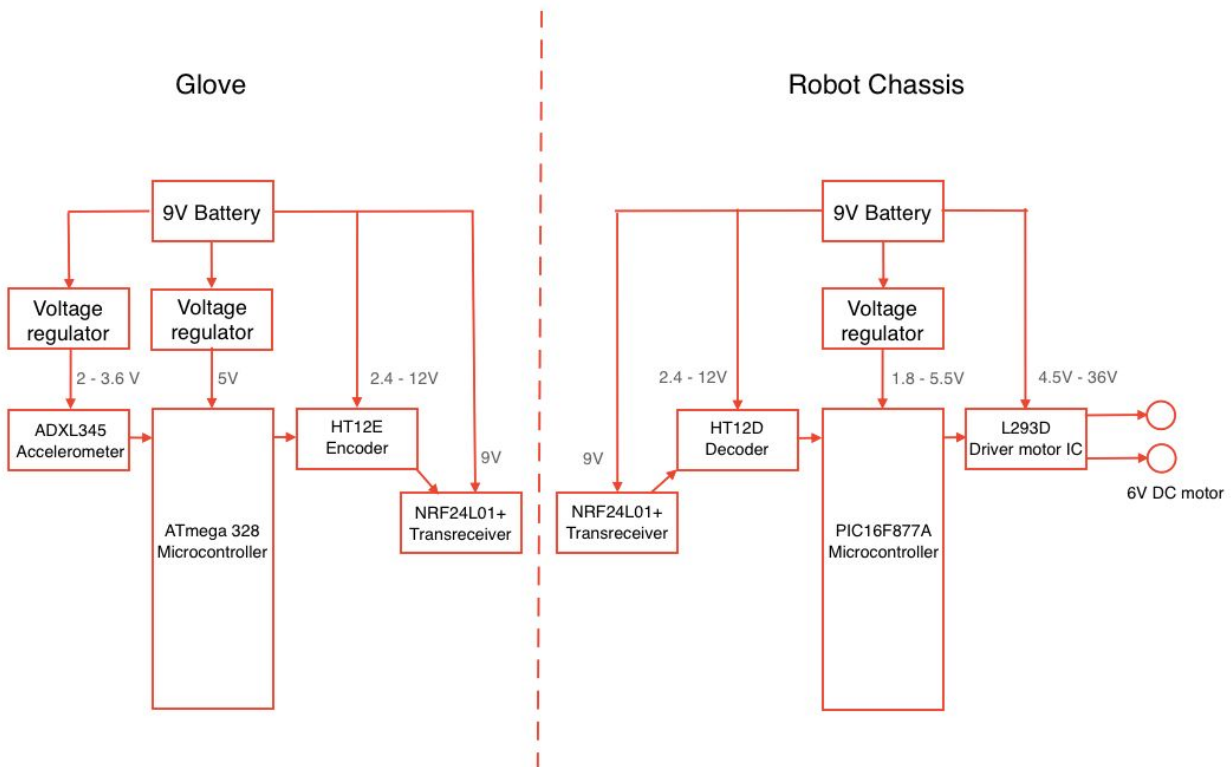 Glove
Robot Chassis
9V Battery
9V Battery
Voltage
regulator
Voltage
regulator
Voltage
regulator
2 - 3.6 V
5V
2.4 - 12V
2.4 - 12V
1.8 - 5.5V
4.5V - 36V
ADXL345
Accelerometer
HT12E
Encoder
HT12D
Decoder
L293D
Driver motor IC
9V
9V
6V DC motor
NRF24L01+
Transreceiver
NRF24L01+
Transreceiver
ATmega 328
Microcontroller
PIC16F877A
Microcontroller